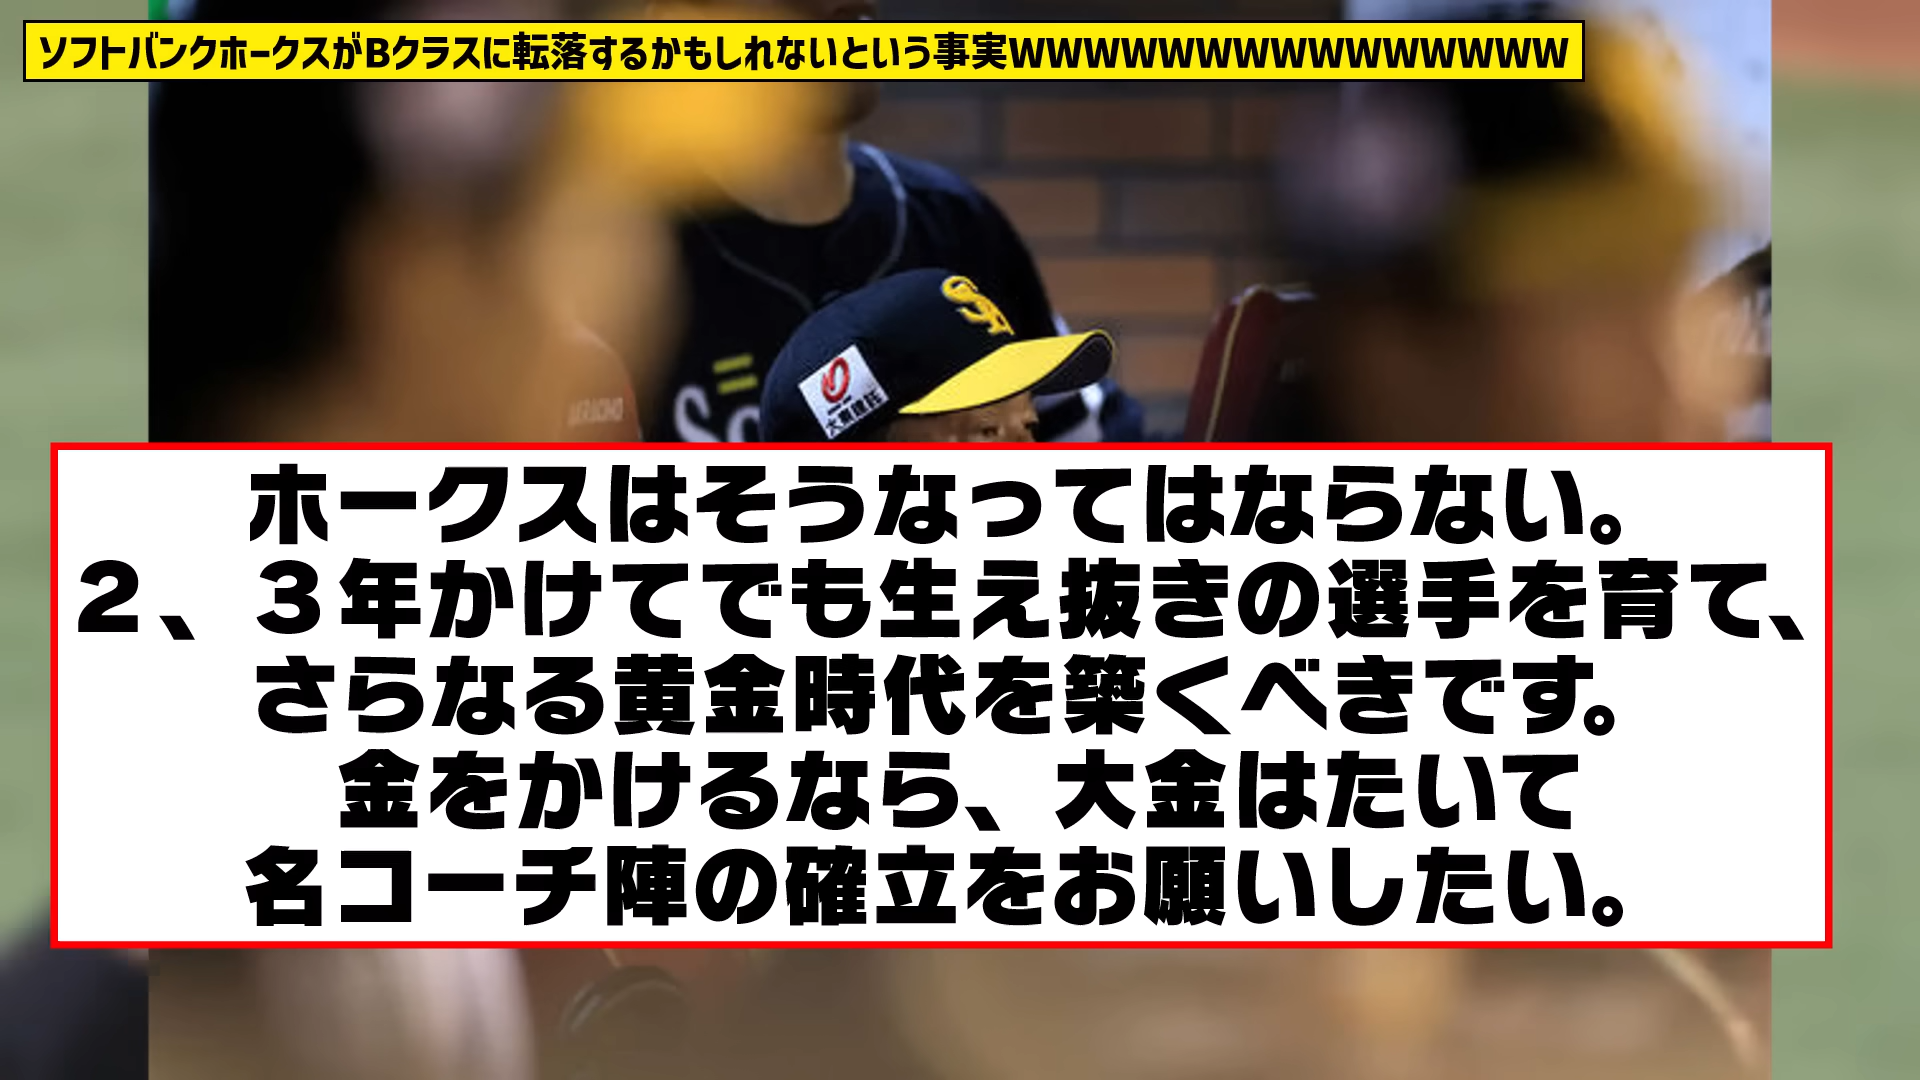 ソフトバンクホークスがBクラスに転落するかもしれないという事実WWWWWWWWWWWWWWW
SH
大東建託
So
ホークスはそうなってはならない。
２、３年かけてでも生え抜きの選手を育て、
さらなる黄金時代を築くべきです。
金をかけるなら、大金はたいて
名コーチ陣の確立をお願いしたい。